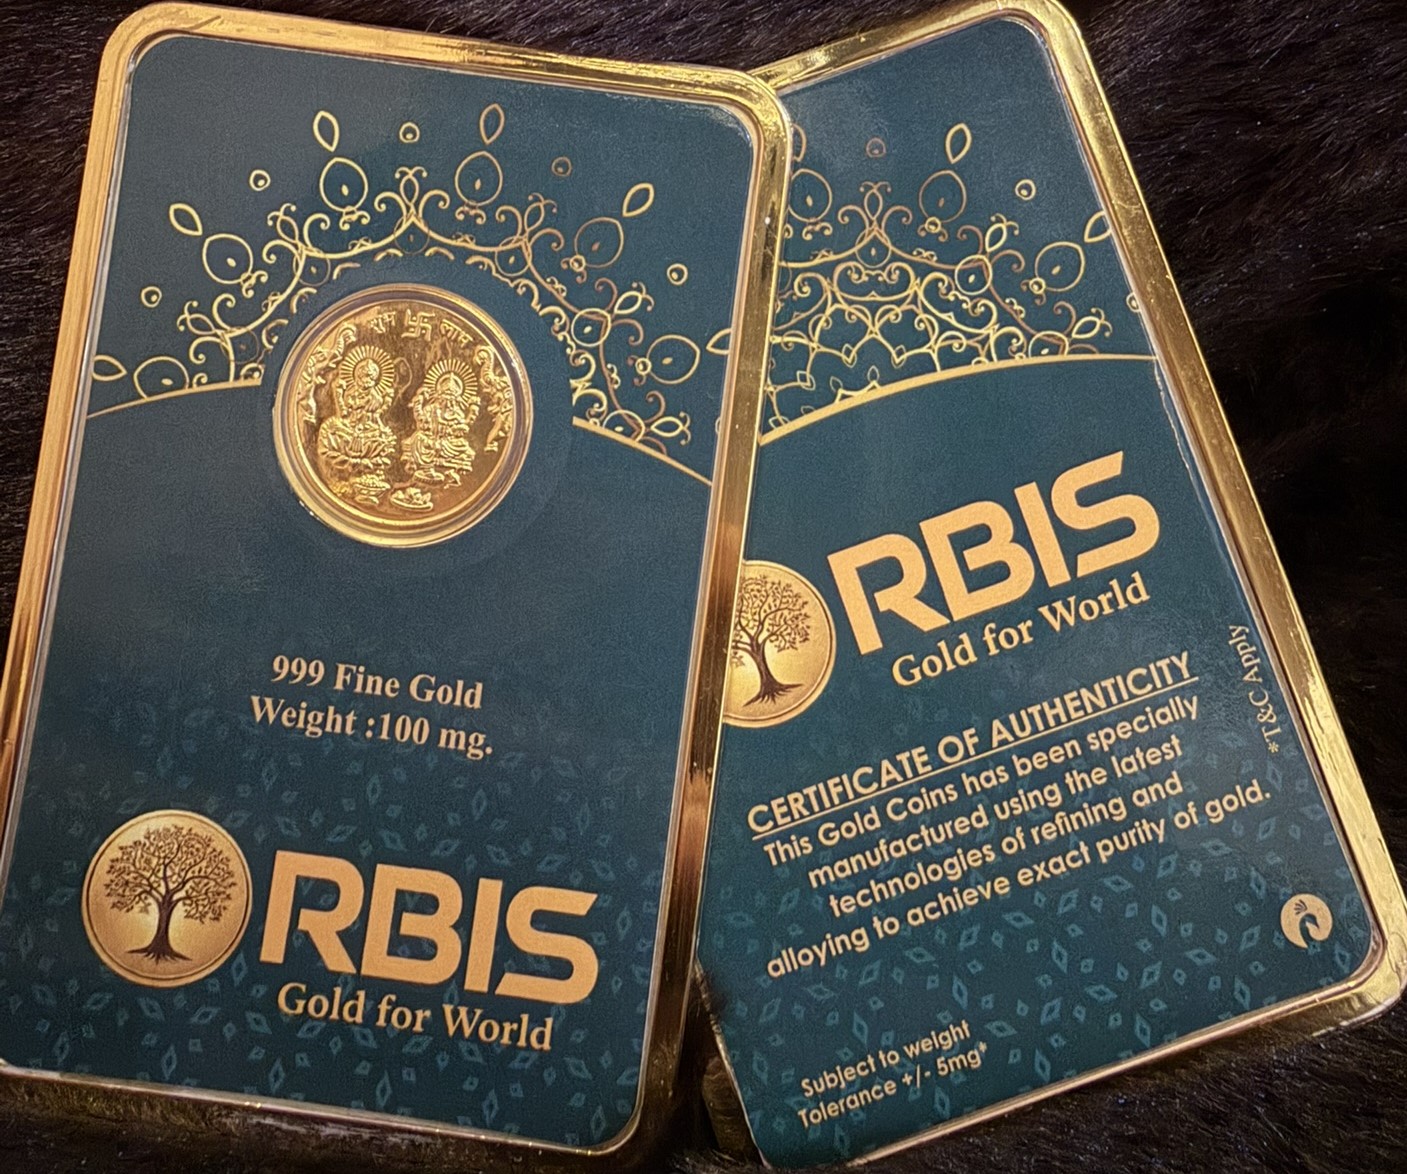 卐
999 Fine Gold
Weight :100 mg.
RBIS
Gold for World
RBIS
Gold for World
CERTIFICATE OF AUTHENTICITY
This Gold Coins has been specially
manufactured using the latest
technologies of refining and
alloying to achieve exact purity of gold.
*T&C Apply
Subject to weight
Tolerance +/- 5mg*